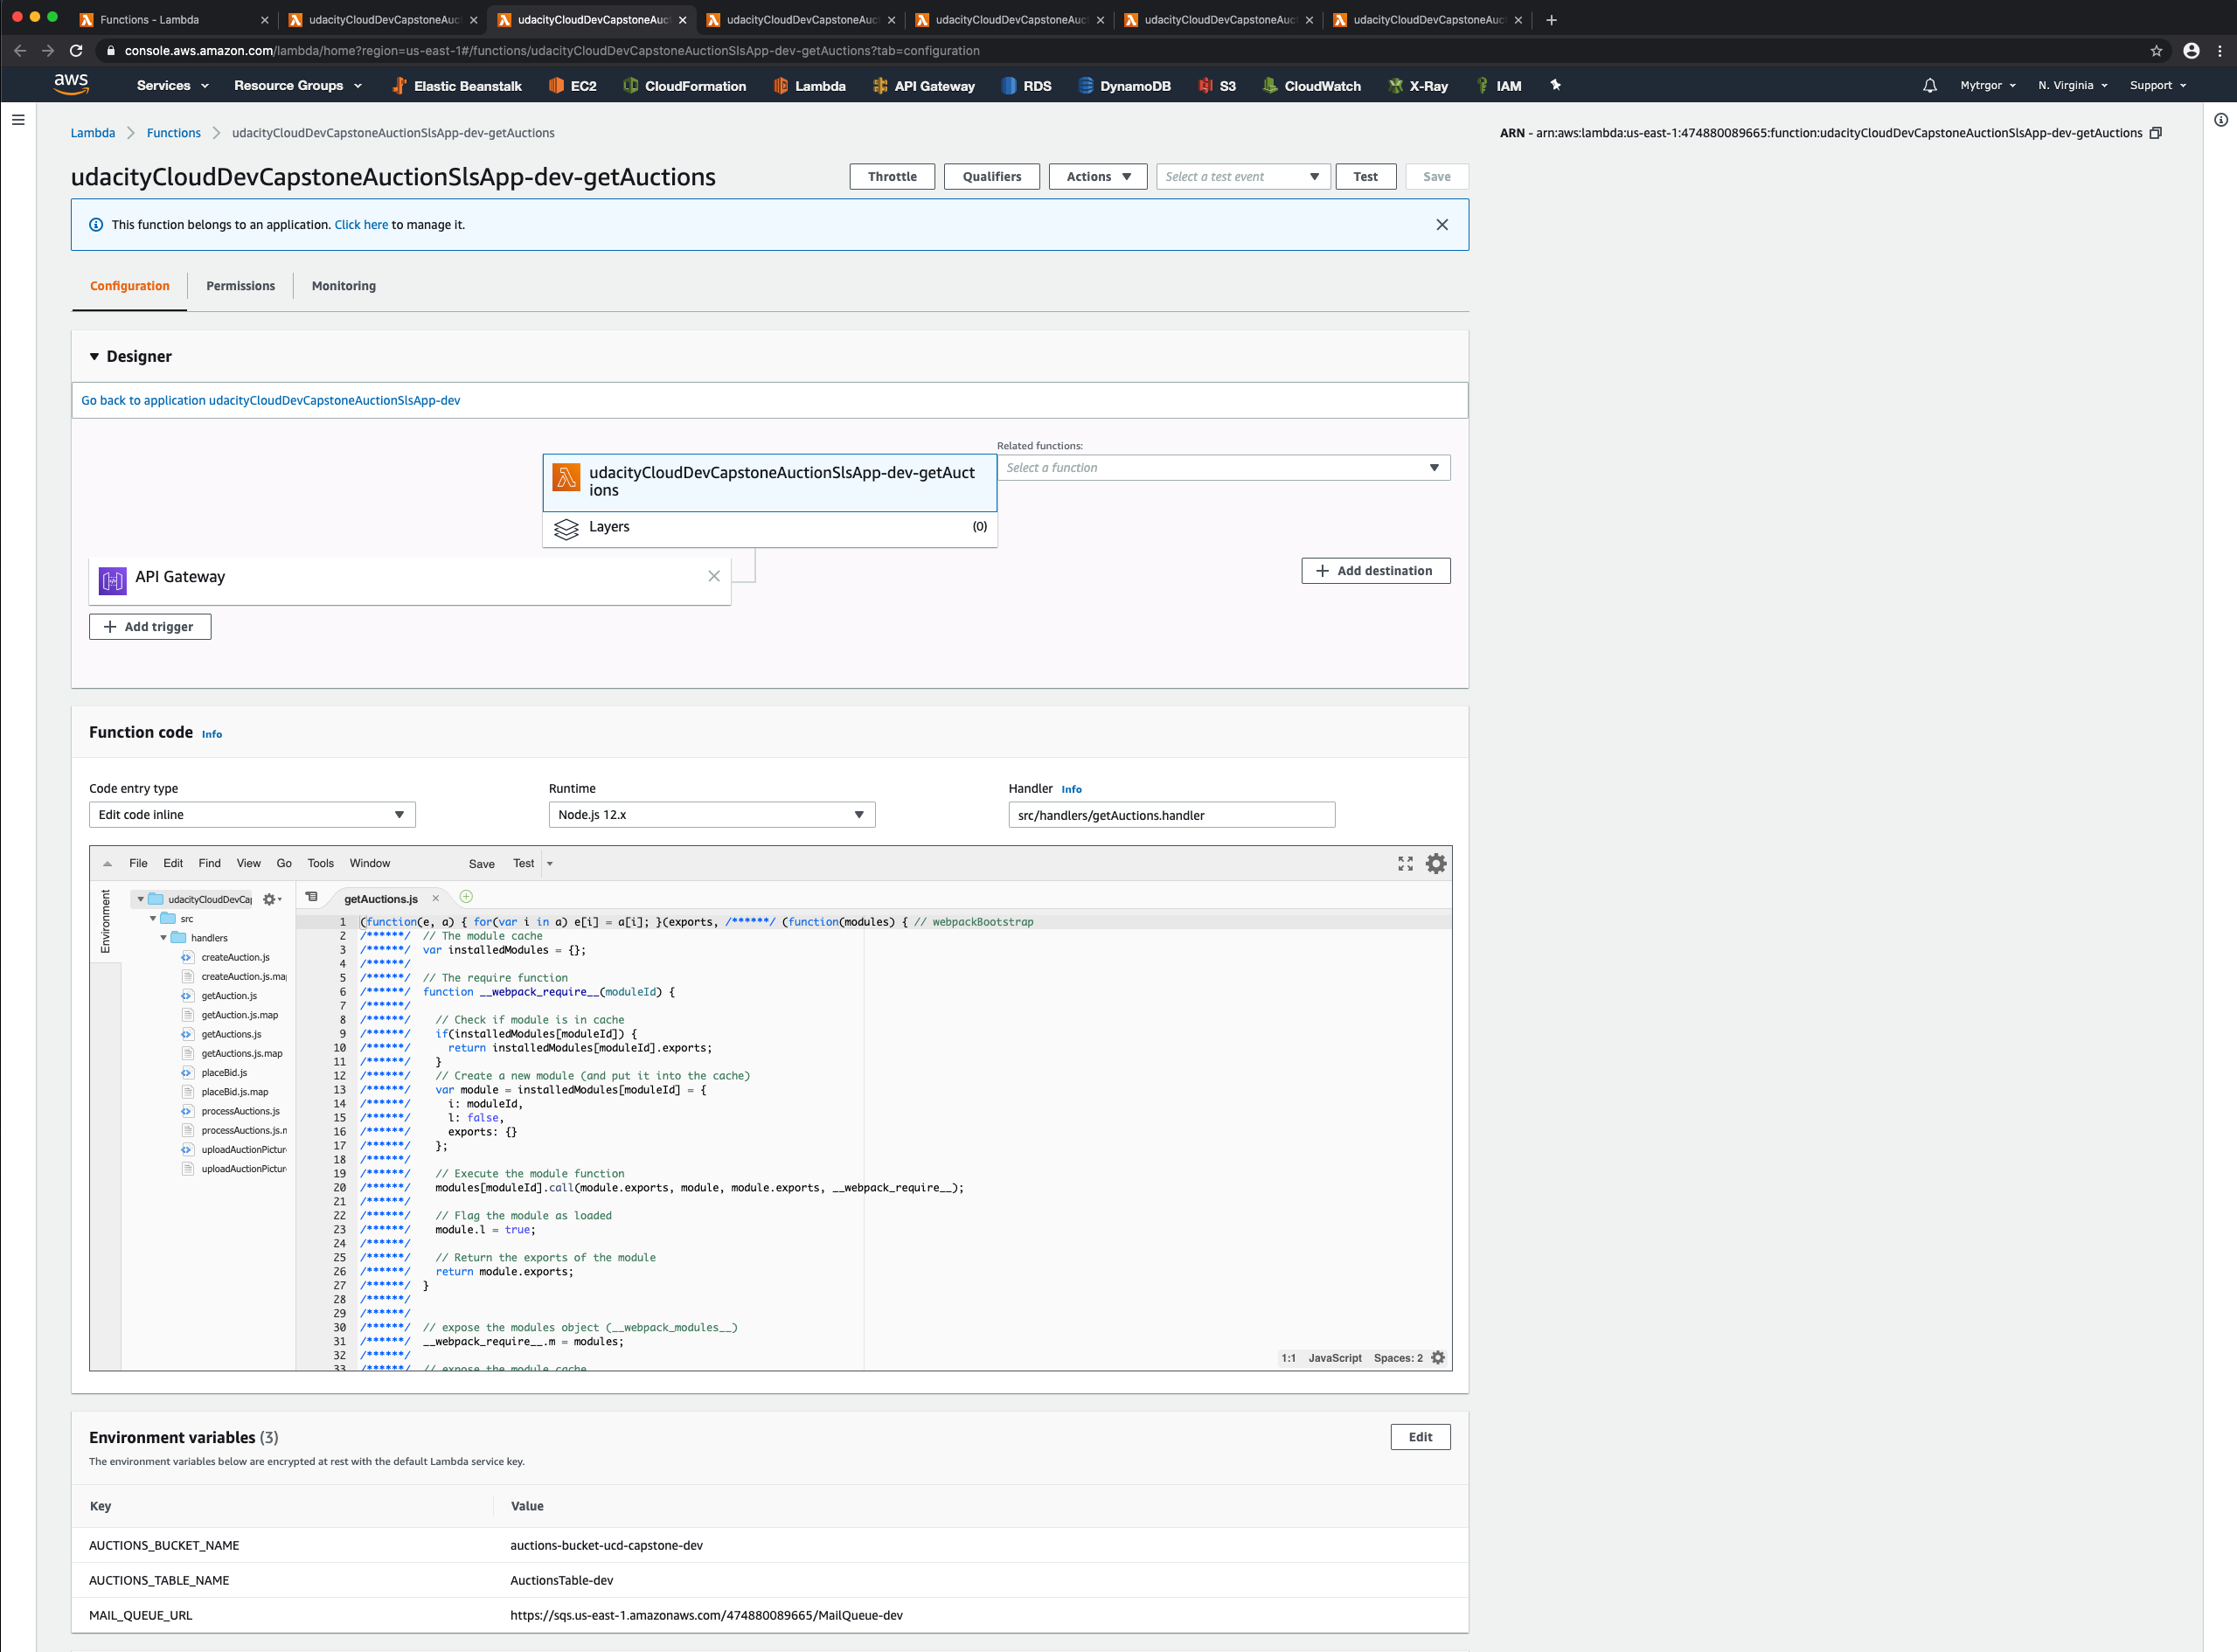 Functions - Lambda
udacityCloudDevCapstoneAuc
udacityCloudDevCapstoneAuc
udacityCloudDevCapstoneAuc
udacityCloudDevCapstoneAuc
udacityCloudDevCapstoneAuc
udacityCloudDevCapstoneAuc
console.aws.amazon.com/lambda/home?region=us-east-1#/functions/udacityCloudDevCapstoneAuctionSlsApp-dev-getAuctions?tab=configuration
aws Services Resource Groups Elastic Beanstalk EC2 CloudFormation Lambda API Gateway RDS DynamoDB S3 CloudWatch X-Ray IAM Mytrgor N. Virginia Support
Lambda Functions udacityCloudDevCapstoneAuctionSlsApp-dev-getAuctions
ARN - arn:aws:lambda:us-east-1:474880089665:function:udacityCloudDevCapstoneAuctionSlsApp-dev-getAuctions
udacityCloudDevCapstoneAuctionSlsApp-dev-getAuctions
Throttle Qualifiers Actions Select a test event Test Save
This function belongs to an application. Click here to manage it.
Configuration Permissions Monitoring
Designer
Go back to application udacityCloudDevCapstoneAuctionSlsApp-dev
Related functions:
Select a function
udacityCloudDevCapstoneAuctionSlsApp-dev-getAuct
ions
Layers (0)
API Gateway
Add destination
Add trigger
Function code Info
Code entry type Runtime Handler Info
Edit code inline Node.js 12.x src/handlers/getAuctions.handler
File Edit Find View Go Tools Window Save Test
Environment
udacityCloudDevCap
src
handlers
createAuction.js
createAuction.js.map
getAuction.js
getAuction.js.map
getAuctions.js
getAuctions.js.map
placeBid.js
placeBid.js.map
processAuctions.js
processAuctions.js.m
uploadAuctionPicture
uploadAuctionPicture
getAuctions.js
1 (function(e, a) { for(var i in a) e[i] = a[i]; }(exports, /******/ (function(modules) { // webpackBootstrap
2 /******/ // The module cache
3 /******/ var installedModules = {};
4 /******/
5 /******/ // The require function
6 /******/ function __webpack_require__(moduleId) {
7 /******/
8 /******/ // Check if module is in cache
9 /******/ if(installedModules[moduleId]) {
10 /******/ return installedModules[moduleId].exports;
11 /******/ }
12 /******/ // Create a new module (and put it into the cache)
13 /******/ var module = installedModules[moduleId] = {
14 /******/ i: moduleId,
15 /******/ l: false,
16 /******/ exports: {}
17 /******/ };
18 /******/
19 /******/ // Execute the module function
20 /******/ modules[moduleId].call(module.exports, module, module.exports, __webpack_require__);
21 /******/
22 /******/ // Flag the module as loaded
23 /******/ module.l = true;
24 /******/
25 /******/ // Return the exports of the module
26 /******/ return module.exports;
27 /******/ }
28 /******/
29 /******/
30 /******/ // expose the modules object (__webpack_modules__)
31 /******/ __webpack_require__.m = modules;
32 /******/
33 /******/ // expose the module cache
1:1 JavaScript Spaces: 2
Environment variables (3)
Edit
The environment variables below are encrypted at rest with the default Lambda service key.
Key Value
AUCTIONS_BUCKET_NAME auctions-bucket-ucd-capstone-dev
AUCTIONS_TABLE_NAME AuctionsTable-dev
MAIL_QUEUE_URL https://sqs.us-east-1.amazonaws.com/474880089665/MailQueue-dev